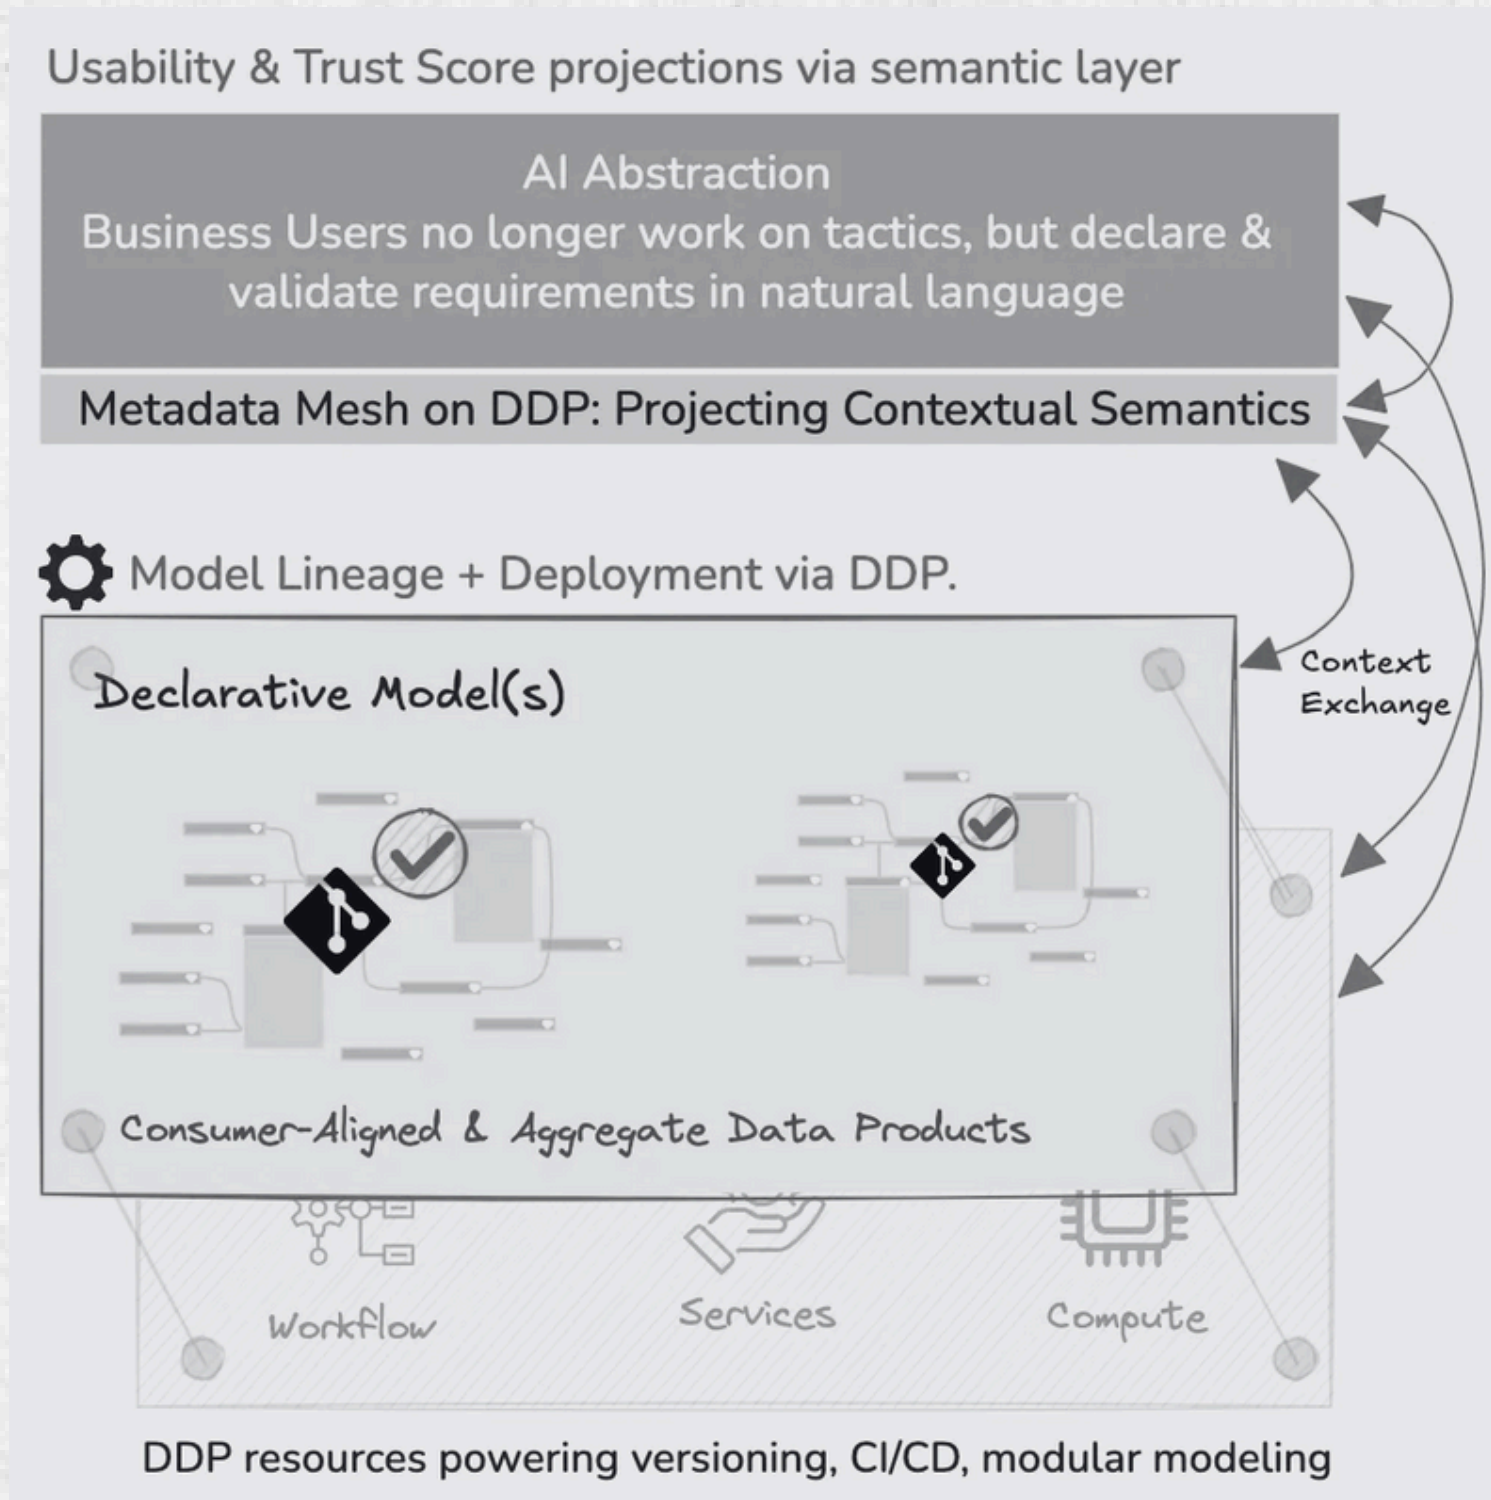 Usability & Trust Score projections via semantic layer
AI Abstraction
Business Users no longer work on tactics, but declare &
validate requirements in natural language
Metadata Mesh on DDP: Projecting Contextual Semantics
Model Lineage + Deployment via DDP.
Declarative Model(s)
Context
Exchange
Consumer-Aligned & Aggregate Data Products
Workflow
Services
Compute
DDP resources powering versioning, CI/CD, modular modeling